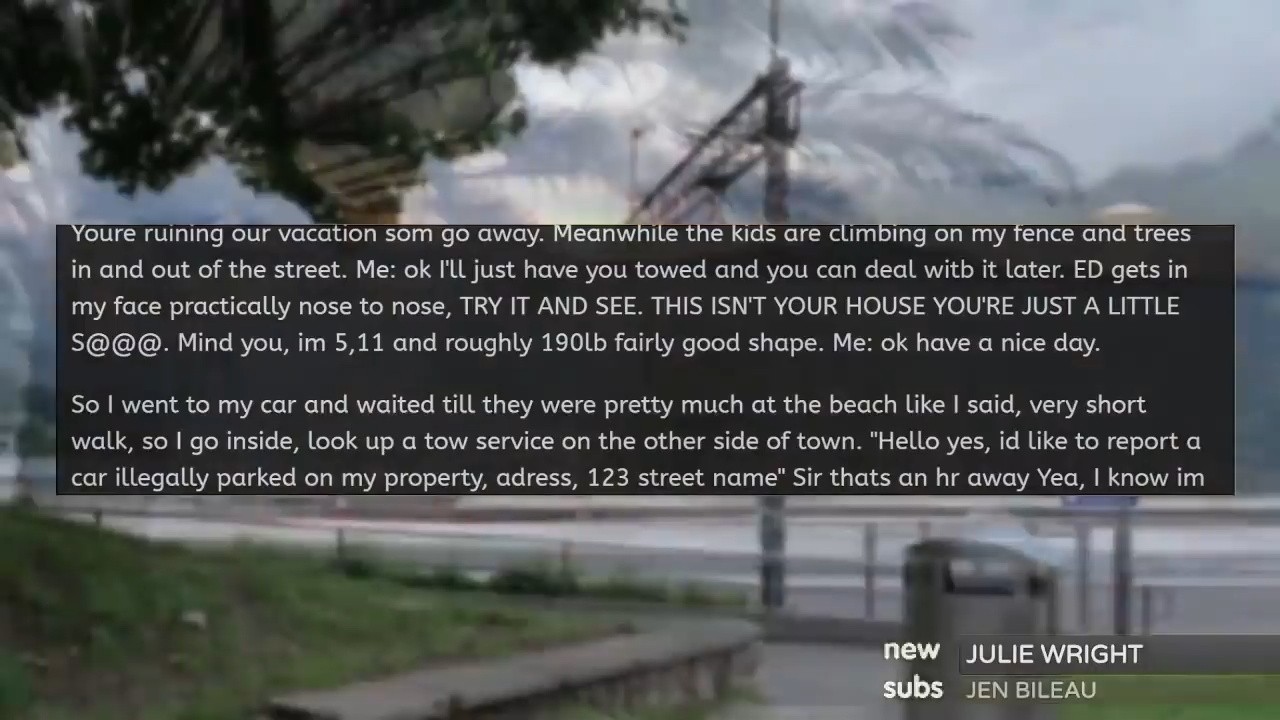 Youre ruining our vacation som go away. Meanwhile the kids are climbing on my fence and trees
in and out of the street. Me: ok I'll just have you towed and you can deal witb it later. ED gets in
my face practically nose to nose, TRY IT AND SEE. THIS ISN'T YOUR HOUSE YOU'RE JUST A LITTLE
S@@@. Mind you, im 5,11 and roughly 190lb fairly good shape. Me: ok have a nice day.
So I went to my car and waited till they were pretty much at the beach like I said, very short
walk, so I go inside, look up a tow service on the other side of town. "Hello yes, id like to report a
car illegally parked on my property, adress, 123 street name" Sir thats an hr away Yea, I know im
new JULIE WRIGHT
subs JEN BILEAU